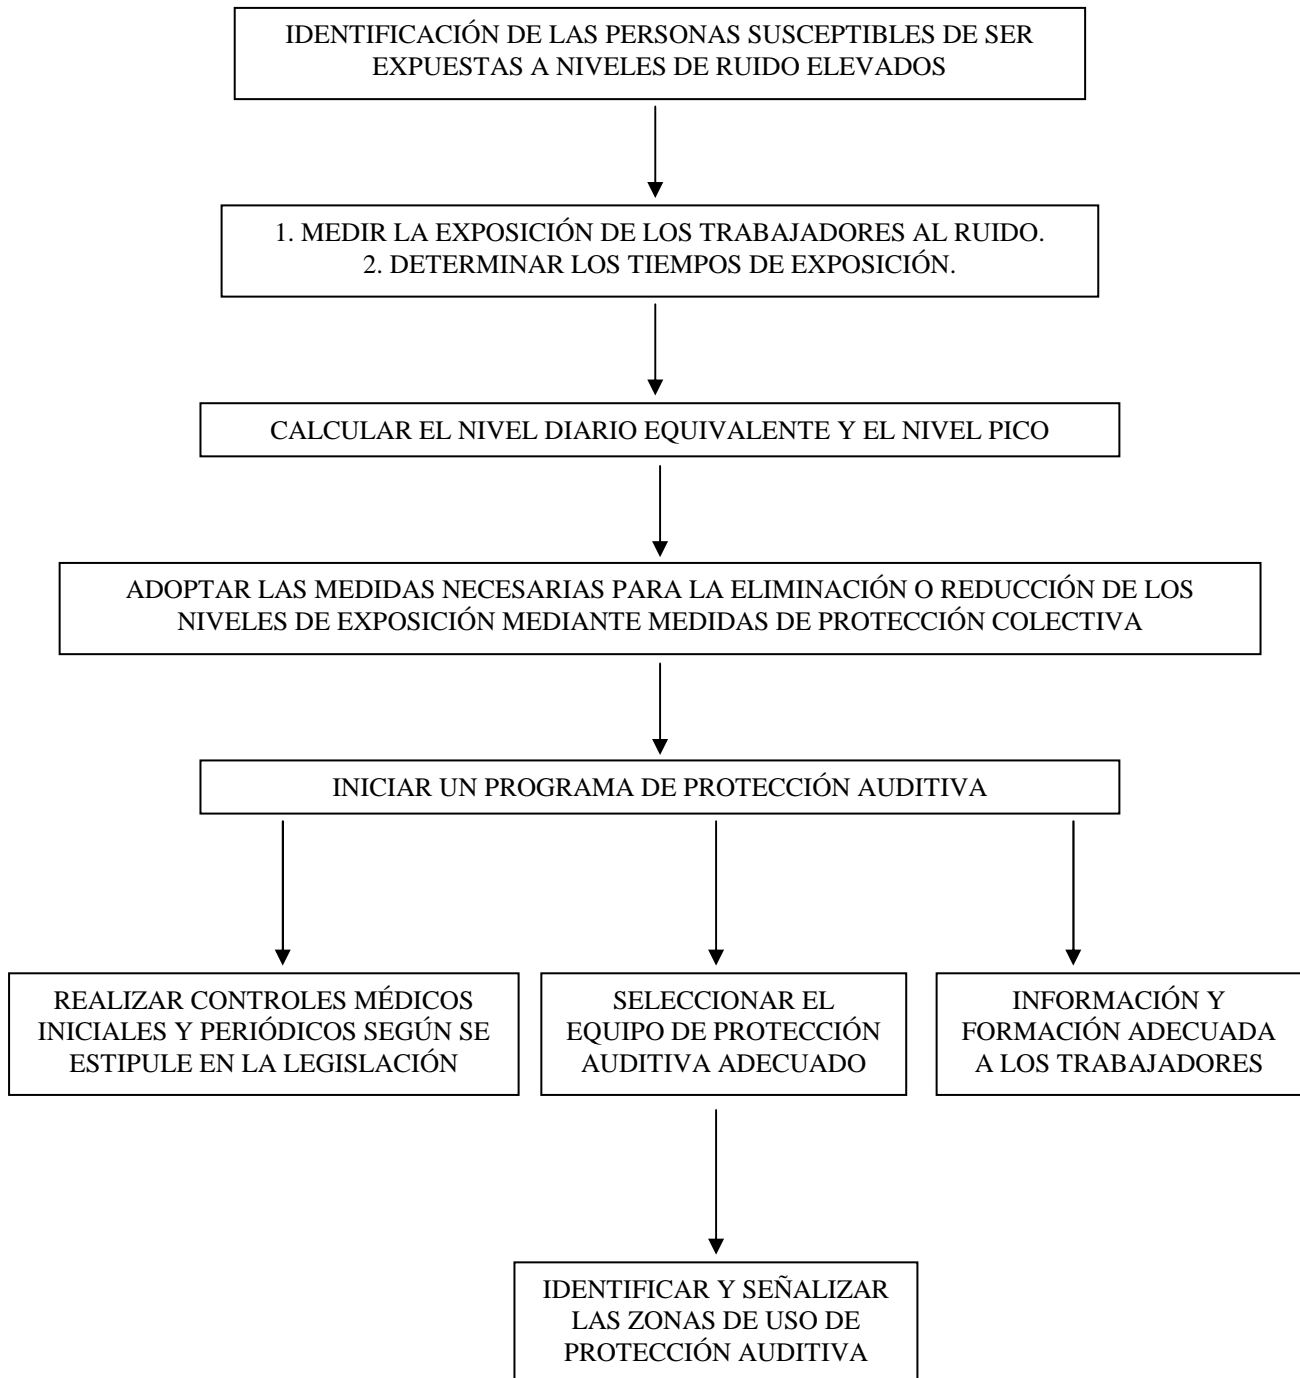 IDENTIFICACIÓN DE LAS PERSONAS SUSCEPTIBLES DE SER
EXPUESTAS A NIVELES DE RUIDO ELEVADOS
1. MEDIR LA EXPOSICIÓN DE LOS TRABAJADORES AL RUIDO.
2. DETERMINAR LOS TIEMPOS DE EXPOSICIÓN.
CALCULAR EL NIVEL DIARIO EQUIVALENTE Y EL NIVEL PICO
ADOPTAR LAS MEDIDAS NECESARIAS PARA LA ELIMINACIÓN O REDUCCIÓN DE LOS
NIVELES DE EXPOSICIÓN MEDIANTE MEDIDAS DE PROTECCIÓN COLECTIVA
INICIAR UN PROGRAMA DE PROTECCIÓN AUDITIVA
REALIZAR CONTROLES MÉDICOS
INICIALES Y PERIÓDICOS SEGÚN SE
ESTIPULE EN LA LEGISLACIÓN
SELECCIONAR EL
EQUIPO DE PROTECCIÓN
AUDITIVA ADECUADO
INFORMACIÓN Y
FORMACIÓN ADECUADA
A LOS TRABAJADORES
IDENTIFICAR Y SEÑALIZAR
LAS ZONAS DE USO DE
PROTECCIÓN AUDITIVA